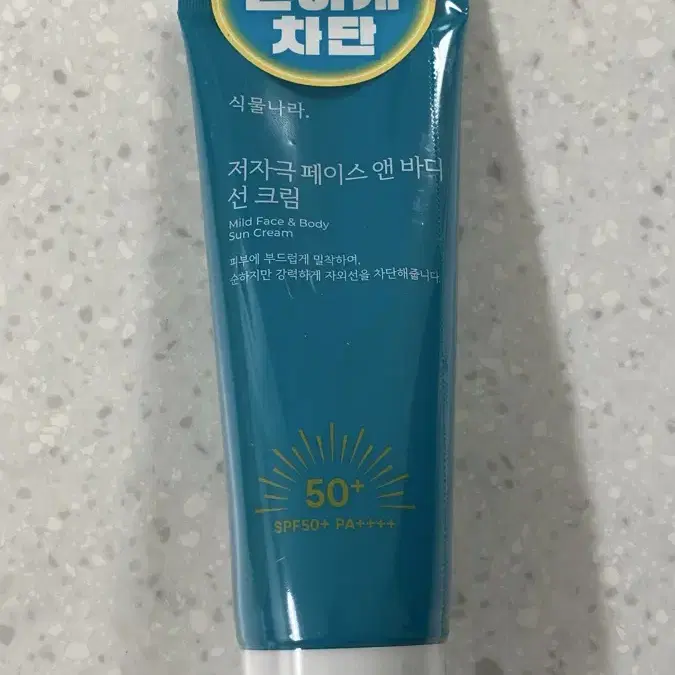 차단
식물나라.
저자극 페이스 앤 바디
선 크림
Mild Face & Body
Sun Cream
피부에 부드럽게 밀착하여,
순하지만 강력하게 자외선을 차단해줍니다.
50+
SPF50+ PA++++